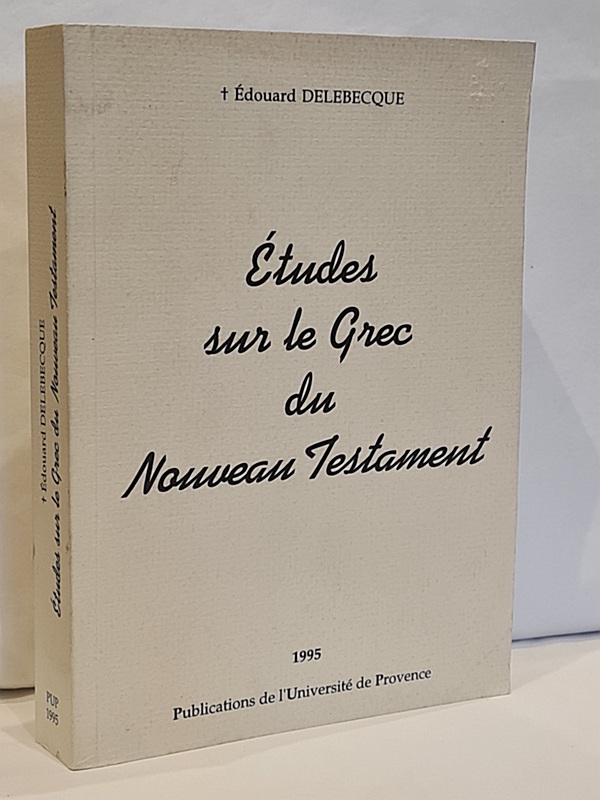 † Édouard DELEBECQUE
Études
sur le Grec
du
Nouveau Testament
1995
Publications de l'Université de Provence
† Édouard DELEBECQUE
Études sur le Grec du Nouveau Testament
PUP
1995